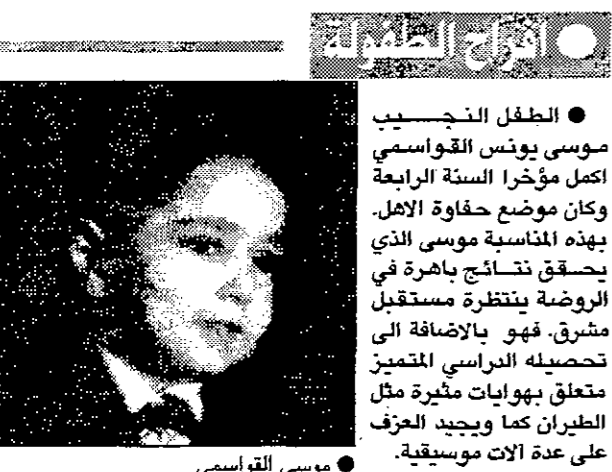 ● افراح الطفولة
● الطفل النجيب
موسى يونس القواسمي
اكمل مؤخرا السنة الرابعة
وكان موضع حفاوة الاهل.
بهذه المناسبة موسى الذي
يحقق نتائج باهرة في
الروضة ينتظرة مستقبل
مشرق. فهو بالاضافة الى
تحصيله الدراسي المتميز
متعلق بهوايات مثيرة مثل
الطيران كما ويجيد العزف
على عدة آلات موسيقية.
● موسى القواسمي